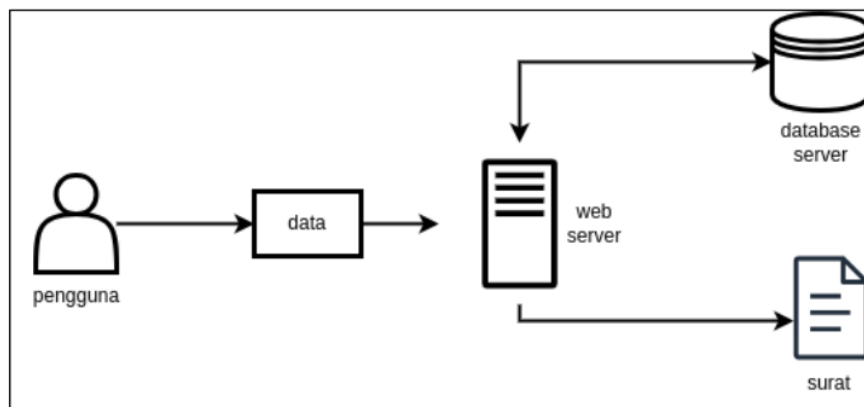 database
server
data
web
server
pengguna
surat